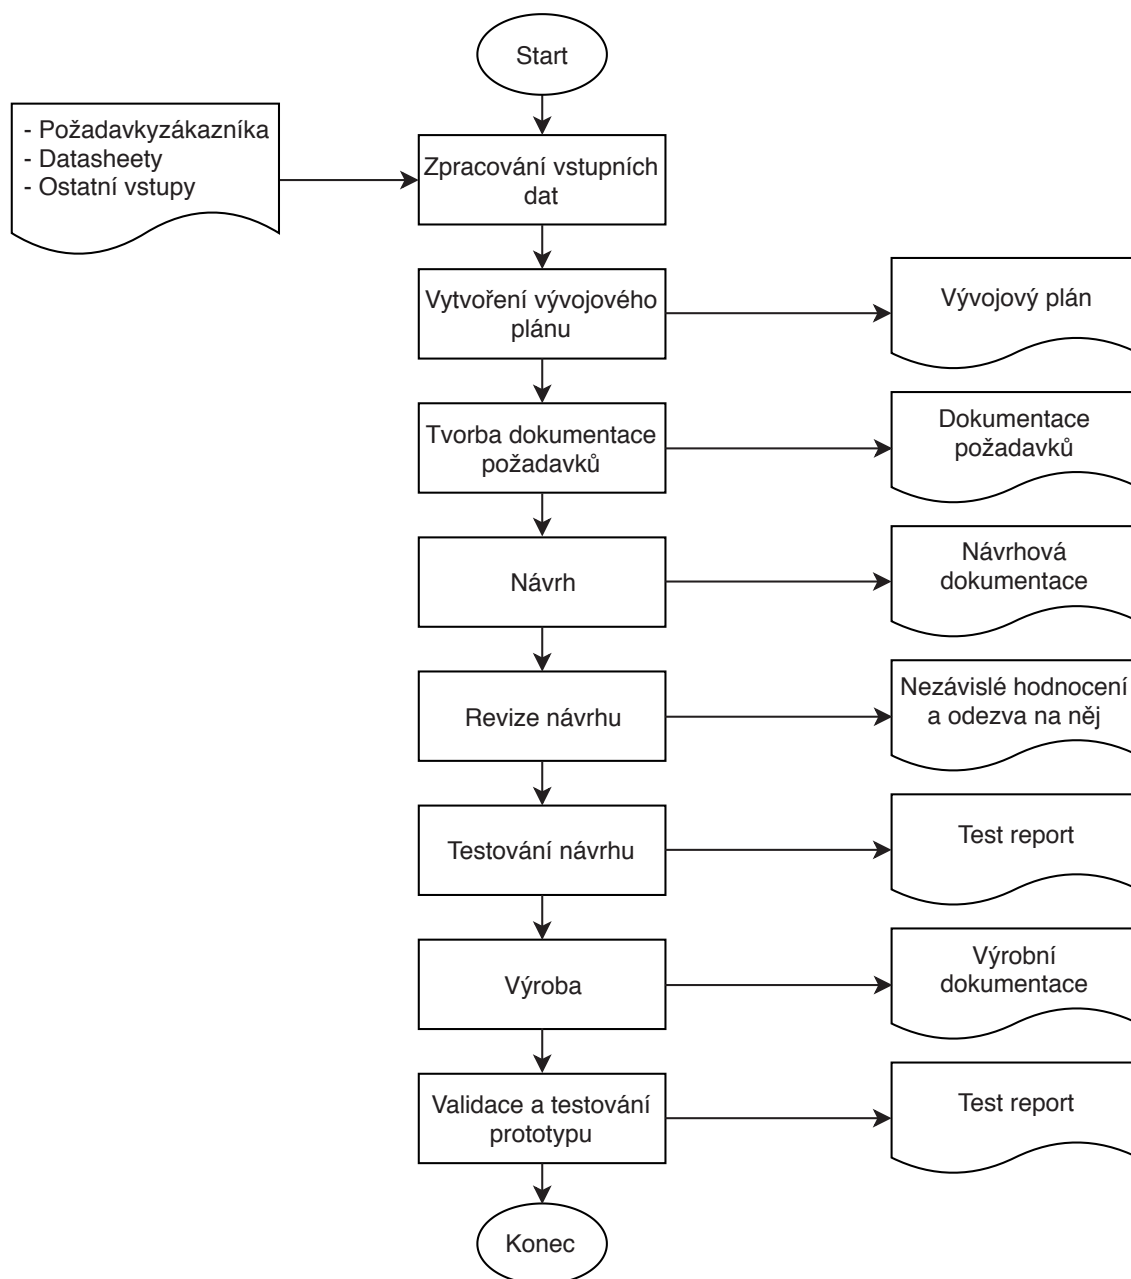 Start
- Požadavkyzákazníka
- Datasheety
- Ostatní vstupy
Zpracování vstupních
dat
Vytvoření vývojového
plánu
Vývojový plán
Tvorba dokumentace
požadavků
Dokumentace
požadavků
Návrh
Návrhová
dokumentace
Revize návrhu
Nezávislé hodnocení
a odezva na něj
Testování návrhu
Test report
Výroba
Výrobní
dokumentace
Validace a testování
prototypu
Test report
Konec